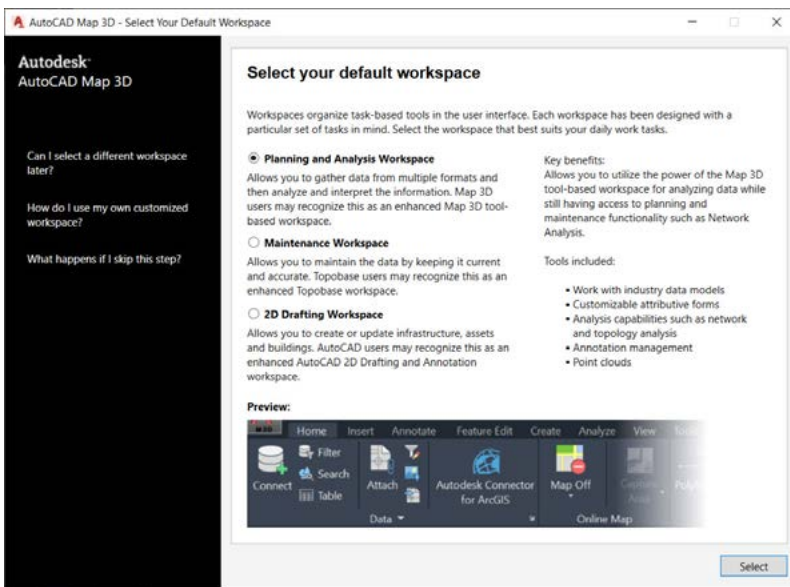 AutoCAD Map 3D - Select Your Default Workspace
Autodesk
AutoCAD Map 3D
Can I select a different workspace
later?
How do I use my own customized
workspace?
What happens if I skip this step?
Select your default workspace
Workspaces organize task-based tools in the user interface. Each workspace has been designed with a
particular set of tasks in mind. Select the workspace that best suits your daily work tasks.
Planning and Analysis Workspace
Allows you to gather data from multiple formats and
then analyze and interpret the information. Map 3D
users may recognize this as an enhanced Map 3D tool-
based workspace.
Maintenance Workspace
Allows you to maintain the data by keeping it current
and accurate. Topobase users may recognize this as an
enhanced Topobase workspace.
2D Drafting Workspace
Allows you to create or update infrastructure, assets
and buildings. AutoCAD users may recognize this as an
enhanced AutoCAD 2D Drafting and Annotation
workspace.
Key benefits:
Allows you to utilize the power of the Map 3D
tool-based workspace for analyzing data while
still having access to planning and
maintenance functionality such as Network
Analysis.
Tools included:
• Work with industry data models
• Customizable attributive forms
• Analysis capabilities such as network
and topology analysis
• Annotation management
• Point clouds
Preview:
M3D Home Insert Annotate Feature Edit Create Analyze View
Connect
Filter
Search
Table
Attach
Autodesk Connector
for ArcGIS
Map Off
Capture
Area
Data
Online Map
Select